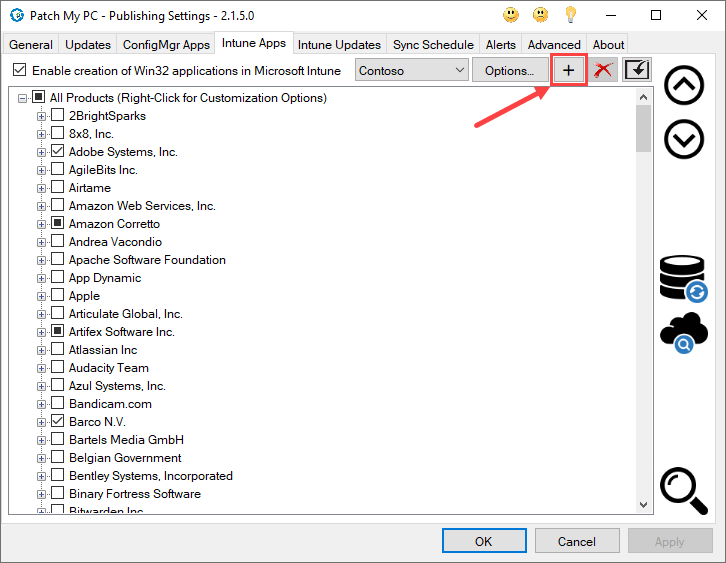 Patch My PC - Publishing Settings - 2.1.5.0
General Updates ConfigMgr Apps Intune Apps Intune Updates Sync Schedule Alerts Advanced About
Enable creation of Win32 applications in Microsoft Intune Contoso Options... +
All Products (Right-Click for Customization Options)
2BrightSparks
8x8, Inc.
Adobe Systems, Inc.
AgileBits Inc.
Airtame
Amazon Web Services, Inc.
Amazon Corretto
Andrea Vacondio
Apache Software Foundation
App Dynamic
Apple
Articulate Global, Inc.
Artifex Software Inc.
Atlassian Inc
Audacity Team
Azul Systems, Inc.
Bandicam.com
Barco N.V.
Bartels Media GmbH
Belgian Government
Bentley Systems, Incorporated
Binary Fortress Software
Bitwarden Inc
OK Cancel Apply